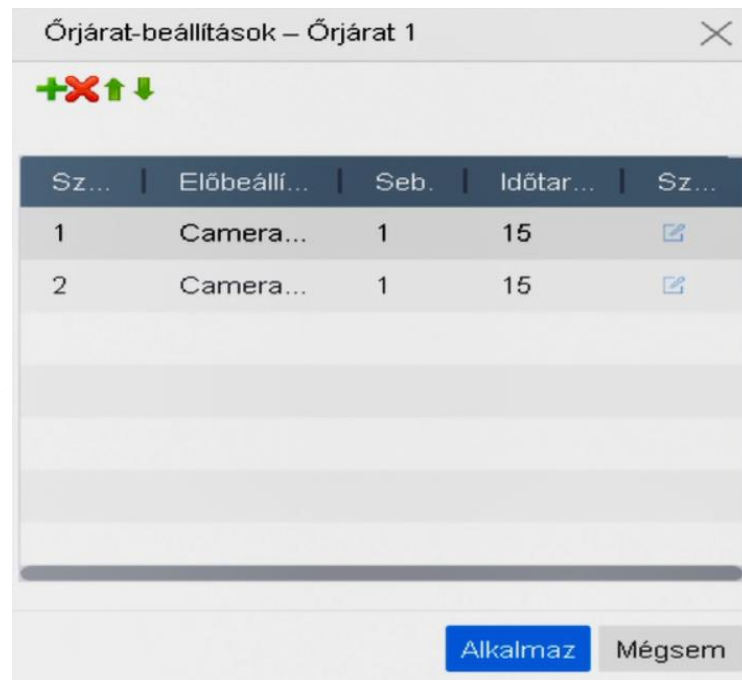 Őrjárat-beállítások – Őrjárat 1
Sz... Előbeállí... Seb. Időtar... Sz...
1 Camera... 1 15
2 Camera... 1 15
Alkalmaz Mégsem